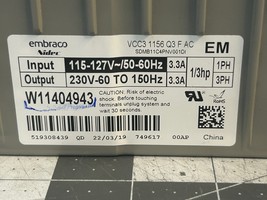 embraco
Nidec
VCC3 1156 Q3 F AC
SDMB11C4PNV001DI
EM
Input 115-127V~/50-60Hz 3.3A 1/3hp 1PH
Output 230V-60 TO 150Hz 3.3A 3PH
W11404943
CAUTION! Risk of electric
shock. Before touching
terminals unplug system and
wait 30 seconds.
519308439 QD 22/03/19 749617 00AP China